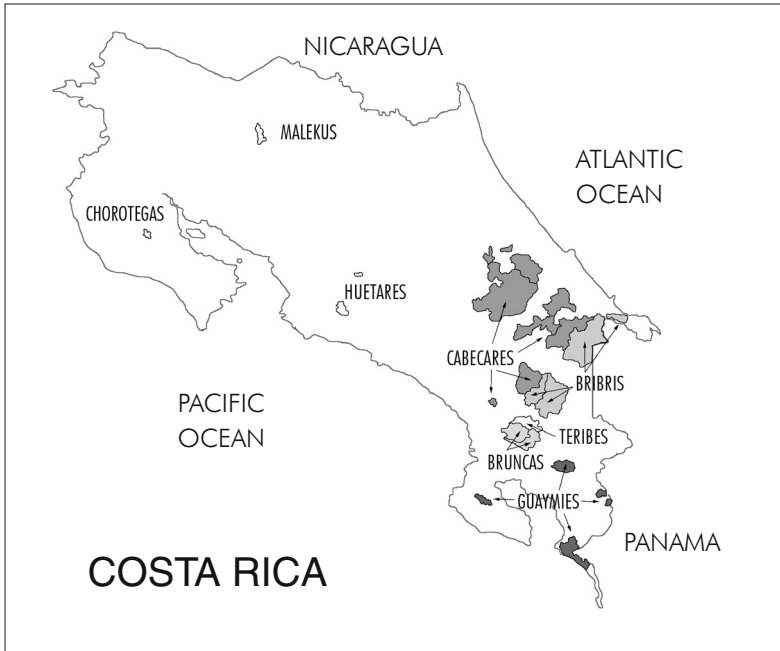 NICARAGUA
MALEKUS
ATLANTIC
OCEAN
CHOROTEGAS
HUETARES
CABECARES
BRIBRIS
PACIFIC
OCEAN
TERIBES
BRUNCAS
GUAYMIES
PANAMA
COSTA RICA